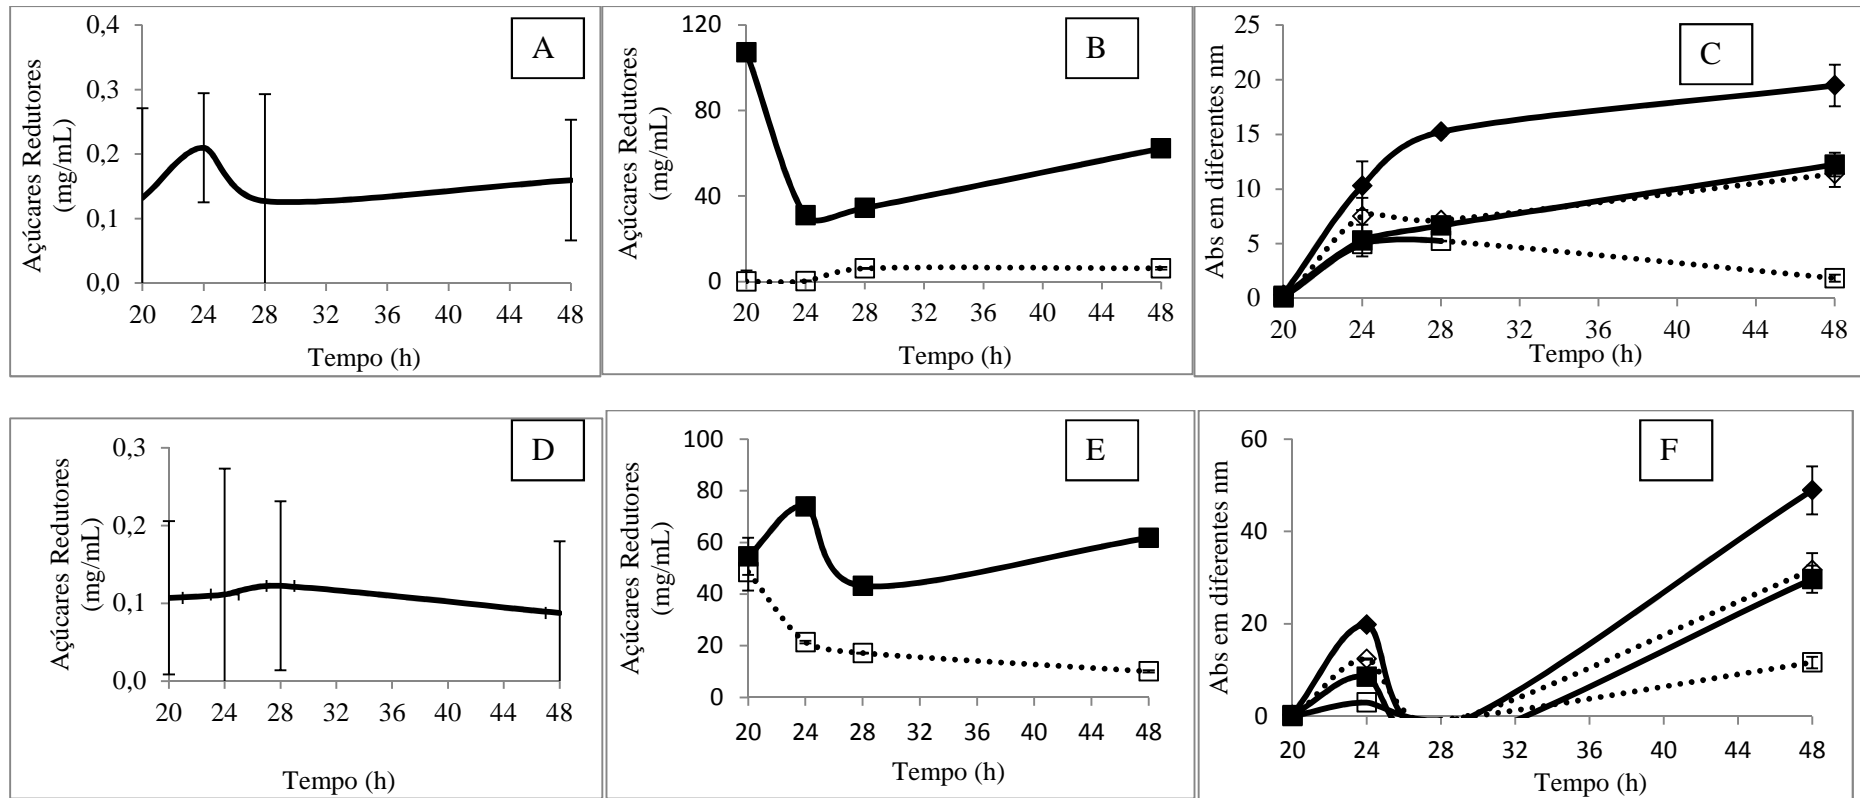 A
Açúcares Redutores
(mg/mL)
0,4
0,3
0,2
0,1
0,0
20 24 28 32 36 40 44 48
Tempo (h)
B
Açúcares Redutores
(mg/mL)
120
80
40
0
20 24 28 32 36 40 44 48
Tempo (h)
C
Abs em diferentes nm
25
20
15
10
5
0
20 24 28 32 36 40 44 48
Tempo (h)
D
Açúcares Redutores
(mg/mL)
0,3
0,2
0,1
0,0
20 24 28 32 36 40 44 48
Tempo (h)
E
Açúcares Redutores
(mg/mL)
100
80
60
40
20
0
20 24 28 32 36 40 44 48
Tempo (h)
F
Abs em diferentes nm
60
40
20
0
20 24 28 32 36 40 44 48
Tempo (h)